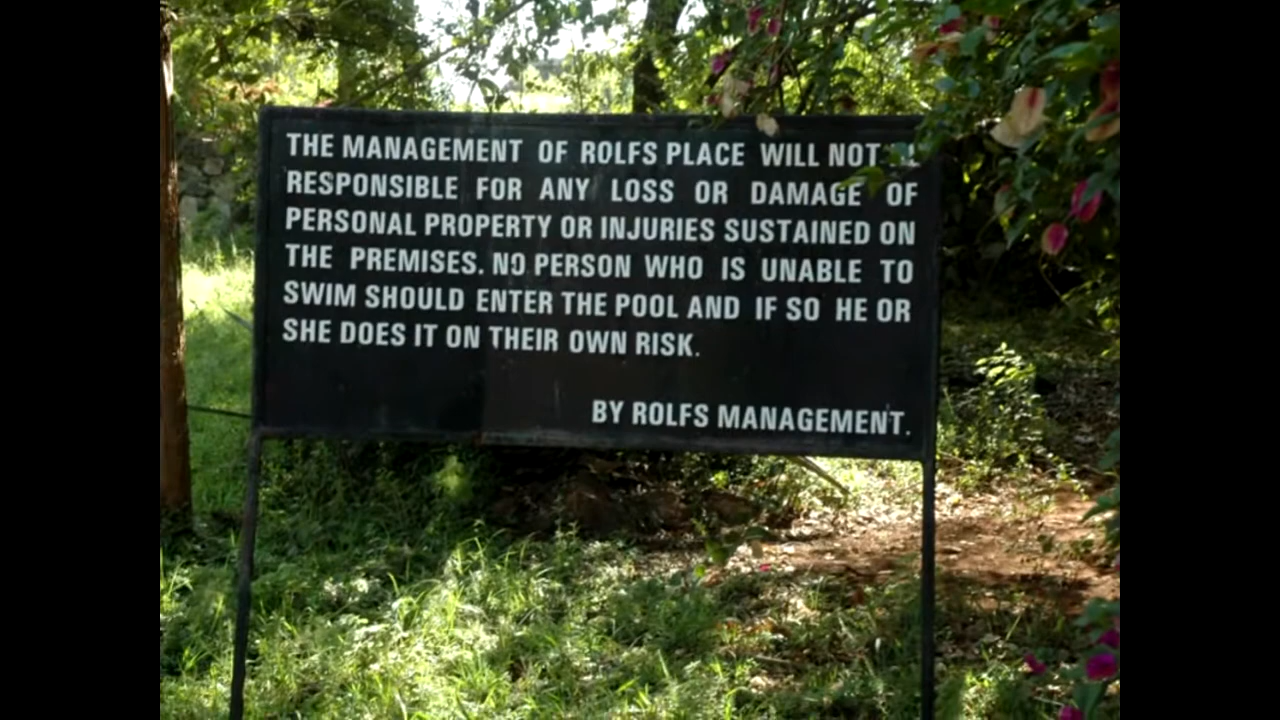 THE MANAGEMENT OF ROLFS PLACE WILL NOT
RESPONSIBLE FOR ANY LOSS OR DAMAGE OF
PERSONAL PROPERTY OR INJURIES SUSTAINED ON
THE PREMISES. NO PERSON WHO IS UNABLE TO
SWIM SHOULD ENTER THE POOL AND IF SO HE OR
SHE DOES IT ON THEIR OWN RISK.
BY ROLFS MANAGEMENT.